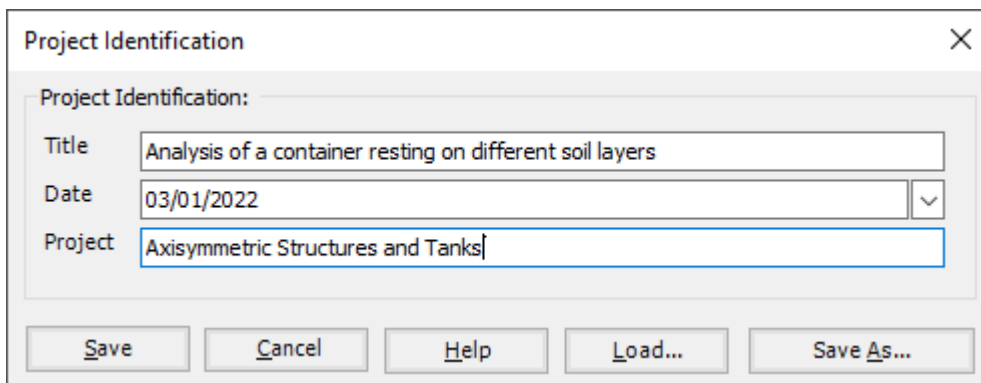 Project Identification
Project Identification:
Title Analysis of a container resting on different soil layers
Date 03/01/2022
Project Axisymmetric Structures and Tanks
Save Cancel Help Load... Save As...